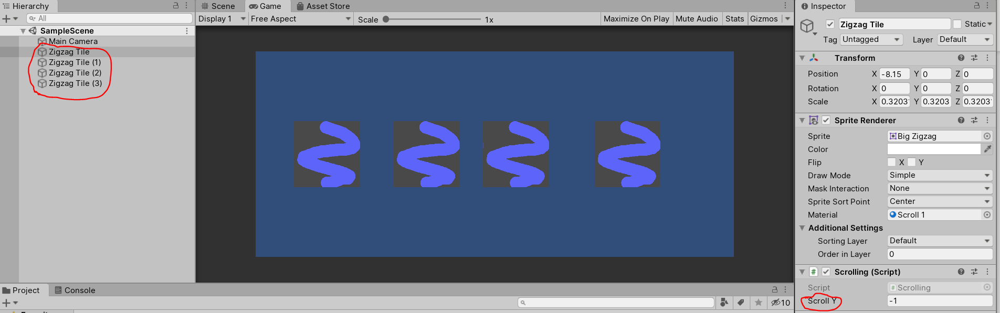 Hierarchy
All
SampleScene
Main Camera
Zigzag Tile
Zigzag Tile (1)
Zigzag Tile (2)
Zigzag Tile (3)
Scene Game Asset Store
Display 1 Free Aspect Scale 1x Maximize On Play Mute Audio Stats Gizmos
Project Console
10
Inspector
Zigzag Tile Static
Tag Untagged Layer Default
Transform
Position X -8.15 Y 0 Z 0
Rotation X 0 Y 0 Z 0
Scale X 0.3203 Y 0.3203 Z 0.3203
Sprite Renderer
Sprite Big Zigzag
Color
Flip X Y
Draw Mode Simple
Mask Interaction None
Sprite Sort Point Center
Material Scroll 1
Additional Settings
Sorting Layer Default
Order in Layer 0
# Scrolling (Script)
Script # Scrolling
Scroll Y -1